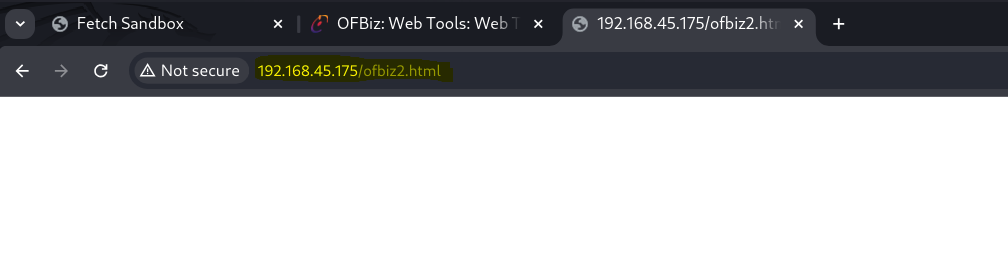 Fetch Sandbox
OFBiz: Web Tools: Web T
192.168.45.175/ofbiz2.htm
Not secure
192.168.45.175/ofbiz2.html